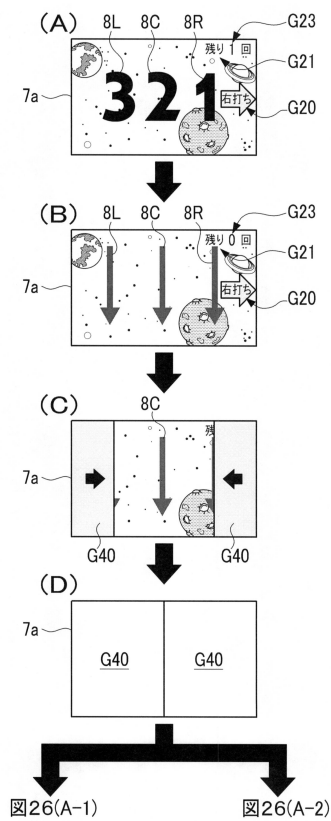 (A)
8L 8C 8R G23
残り1回
G21
7a
321
右打ち
G20
(B)
8L 8C 8R G23
残り0回
G21
7a
右打ち
G20
(C)
8C
残
7a
G40 G40
(D)
7a
G40 G40
図26(A-1) 図26(A-2)